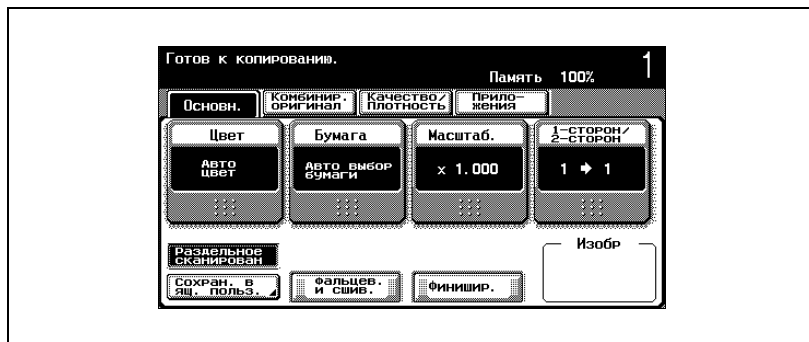 Готов к копированию.
Память 100% 1
Основн.
Комбинир.
оригинал
Качество/
Плотность
Прило-
жения
Цвет
Бумага
Масштаб.
1-сторон/
2-сторон
Авто
цвет
Авто выбор
бумаги
x 1.000
1 ➔ 1
Раздельное
сканирован
Изобр
Сохран. в
ящ. польз.
Фальцев.
и сшив.
Финишир.